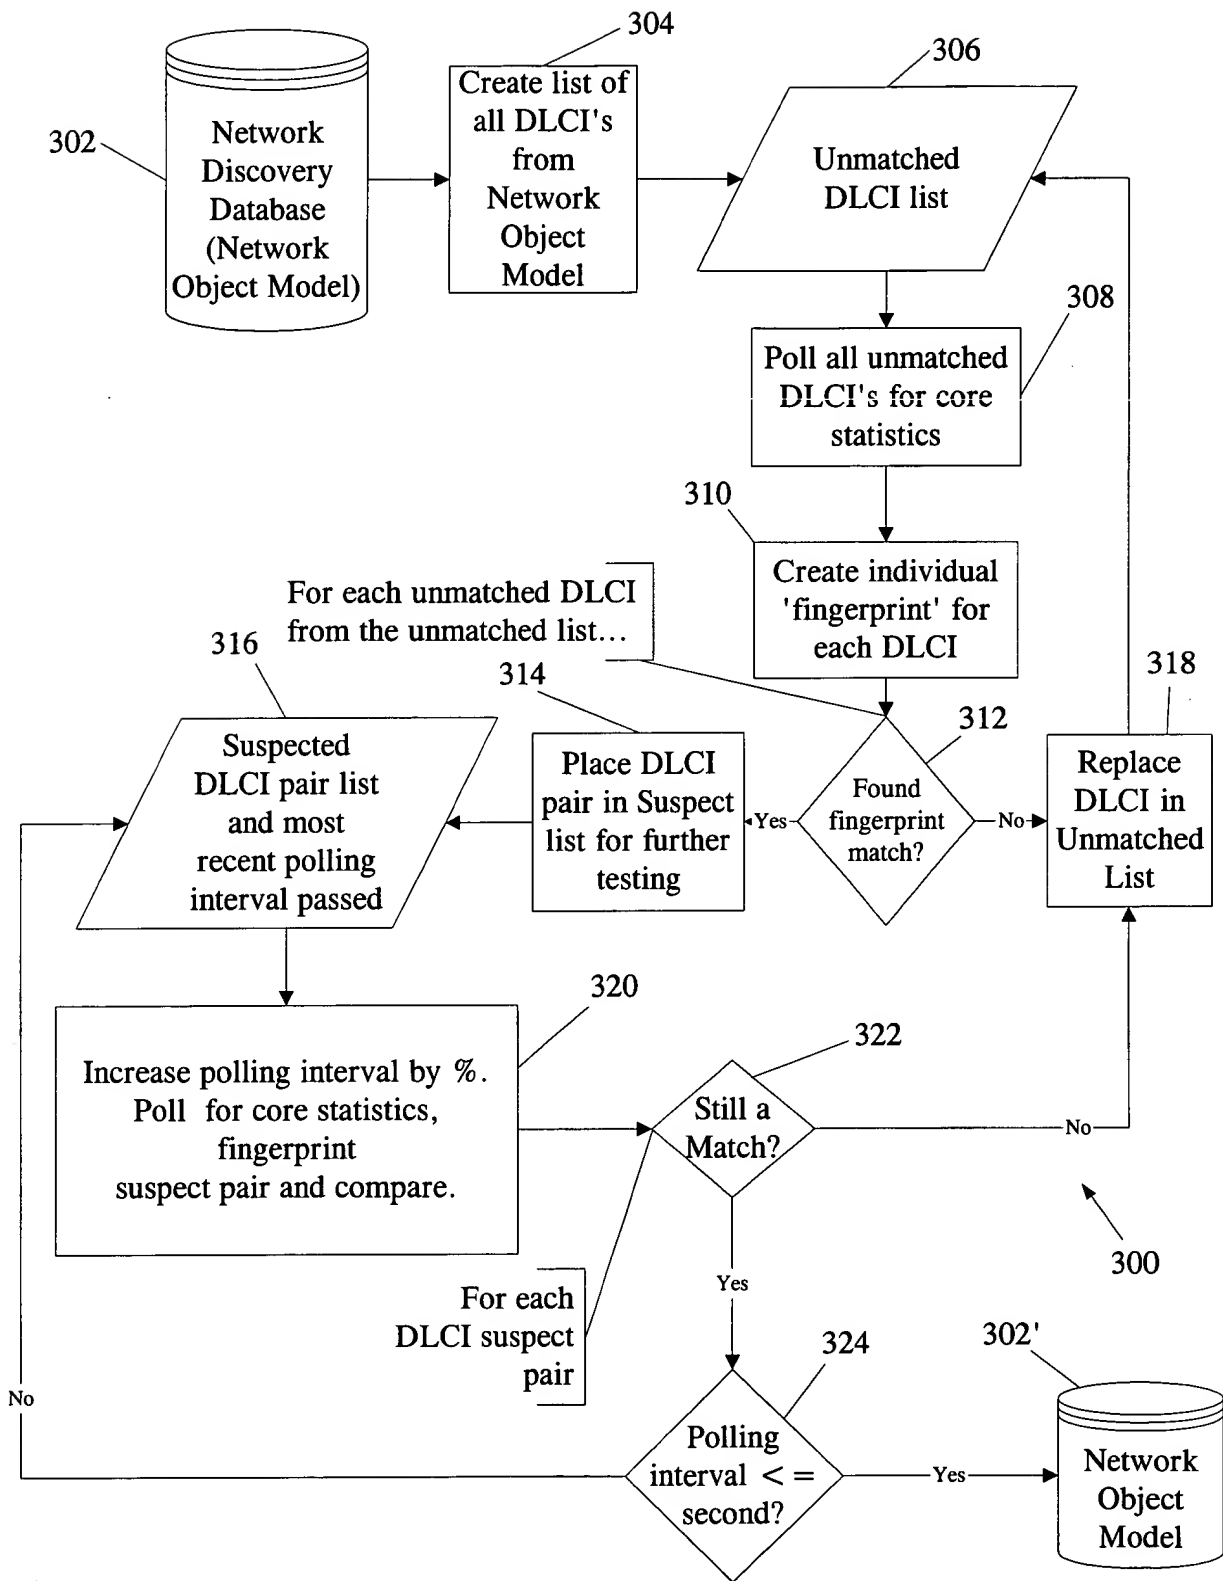 304
306
302
Network
Discovery
Database
(Network
Object Model)
Create list of
all DLCI's
from
Network
Object
Model
Unmatched
DLCI list
308
Poll all unmatched
DLCI's for core
statistics
310
Create individual
'fingerprint' for
each DLCI
For each unmatched DLCI
from the unmatched list...
316
314
312
318
Suspected
DLCI pair list
and most
recent polling
interval passed
Place DLCI
pair in Suspect
list for further
testing
Yes
Found
fingerprint
match?
No
Replace
DLCI in
Unmatched
List
320
Increase polling interval by %.
Poll for core statistics,
fingerprint
suspect pair and compare.
322
Still a
Match?
No
300
Yes
For each
DLCI suspect
pair
324
302'
No
Polling
interval < =
second?
Yes
Network
Object
Model